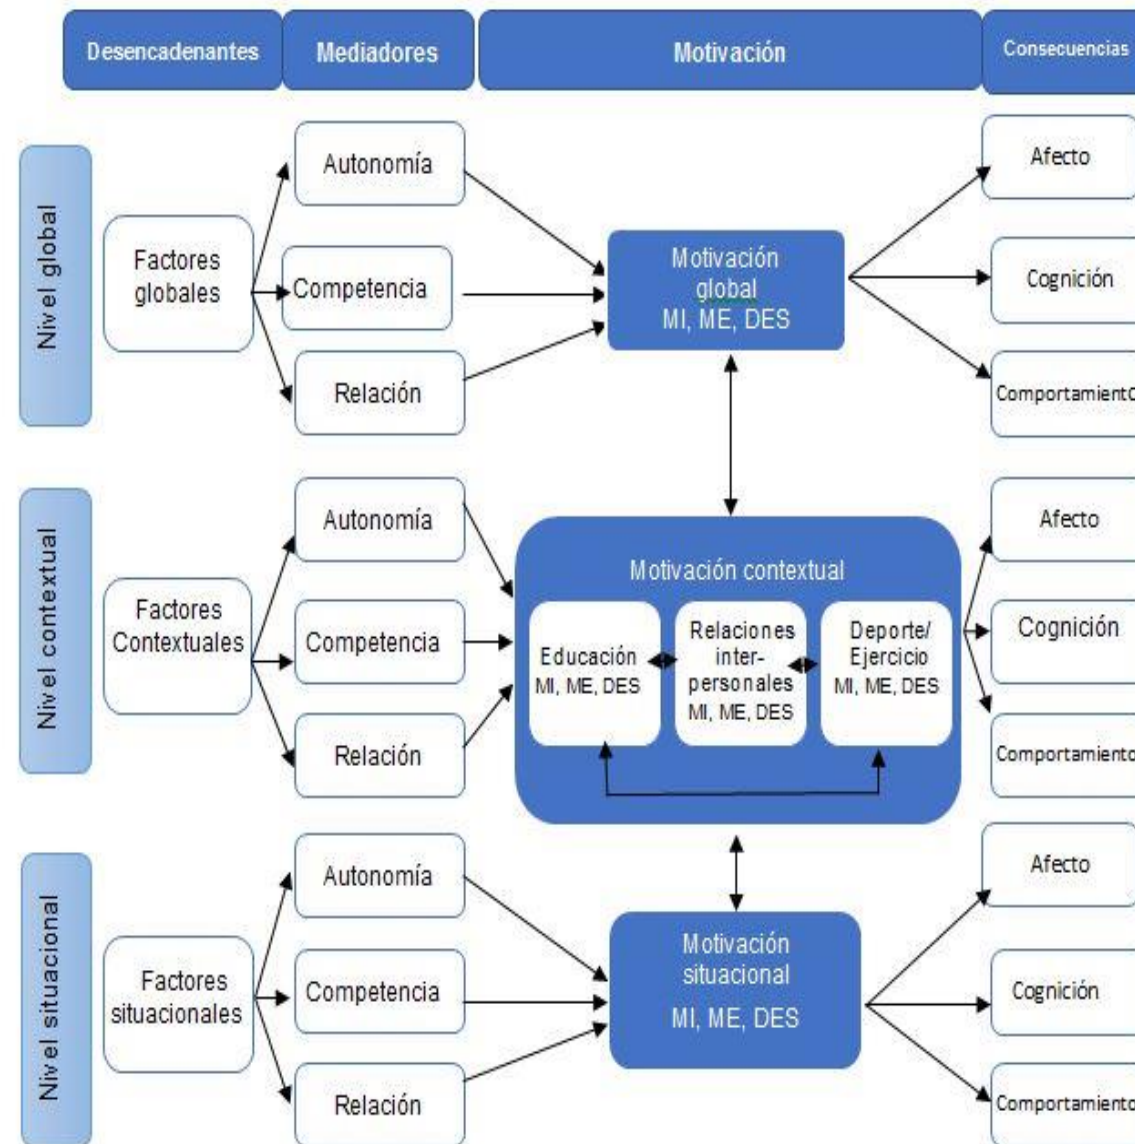 Desencadenantes
Mediadores
Motivación
Consecuencias
Nivel global
Factores
globales
Autonomía
Competencia
Relación
Motivación
global
MI, ME, DES
Afecto
Cognición
Comportamiento
Nivel contextual
Factores
Contextuales
Autonomía
Competencia
Relación
Motivación contextual
Educación
MI, ME, DES
Relaciones
inter-
personales
MI, ME, DES
Deporte/
Ejercicio
MI, ME, DES
Afecto
Cognición
Comportamiento
Nivel situacional
Factores
situacionales
Autonomía
Competencia
Relación
Motivación
situacional
MI, ME, DES
Afecto
Cognición
Comportamiento